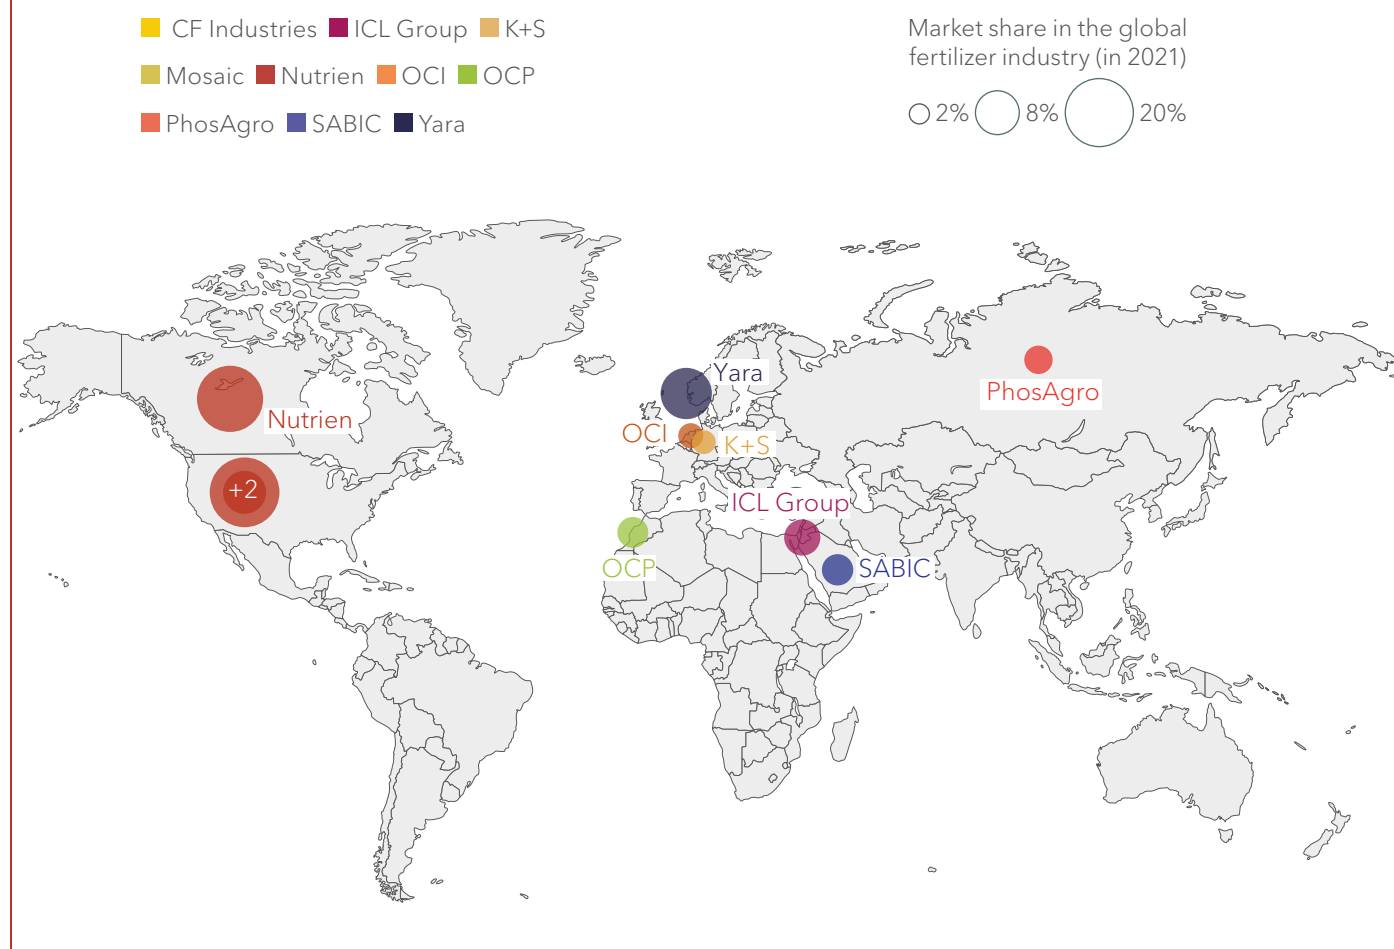 CF Industries ICL Group K+S
Mosaic Nutrien OCI OCP
PhosAgro SABIC Yara
Market share in the global
fertilizer industry (in 2021)
2% 8% 20%
Yara
PhosAgro
Nutrien
OCI
K+S
+2
ICL Group
OCP
SABIC